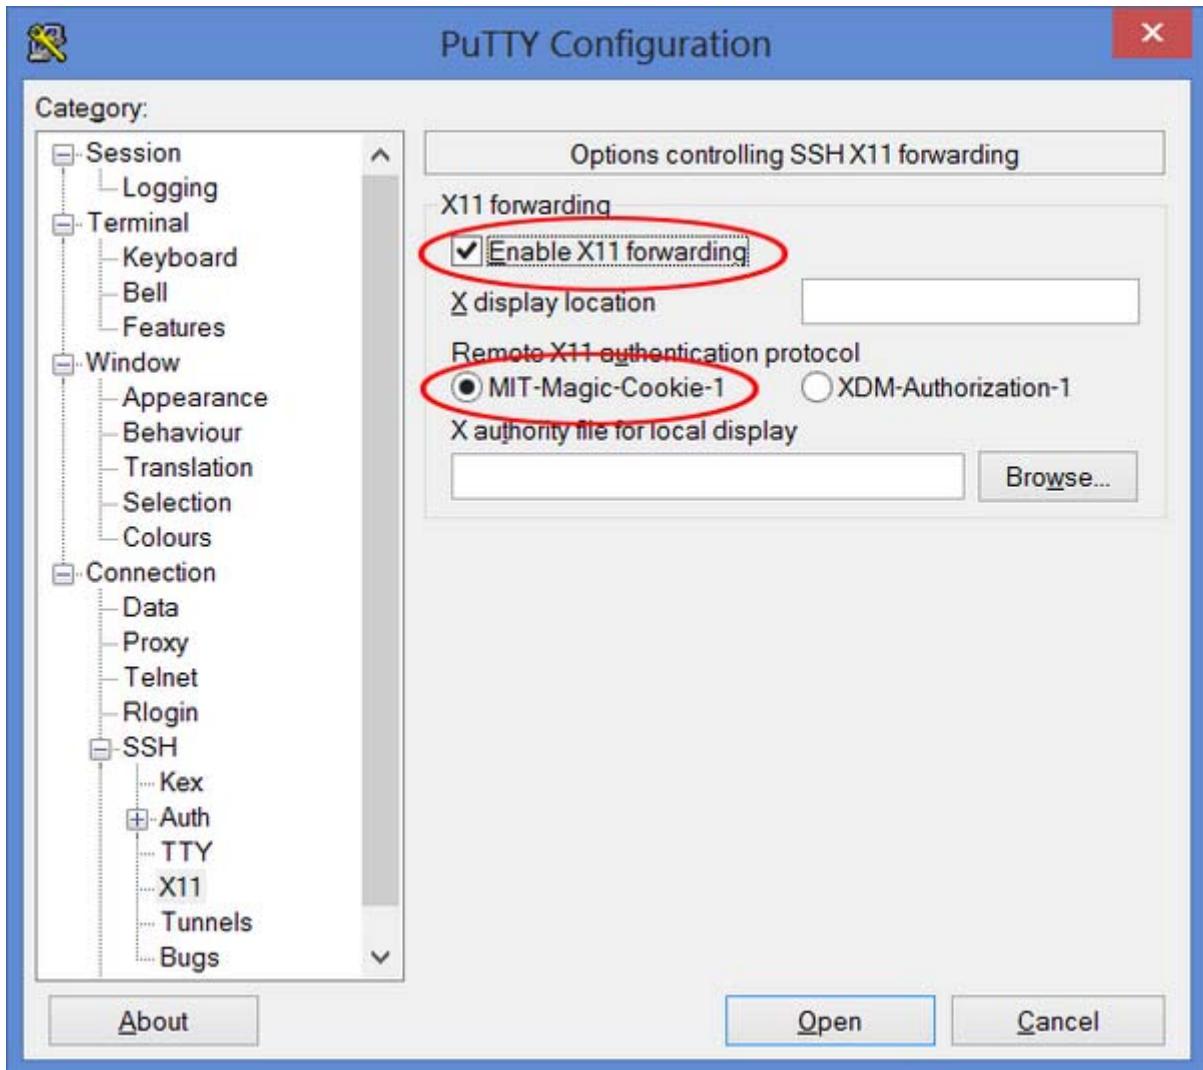 PuTTY Configuration
Category:
Session
Logging
Terminal
Keyboard
Bell
Features
Window
Appearance
Behaviour
Translation
Selection
Colours
Connection
Data
Proxy
Telnet
Rlogin
SSH
Kex
Auth
TTY
X11
Tunnels
Bugs
Options controlling SSH X11 forwarding
X11 forwarding
Enable X11 forwarding
X display location
Remote X11 authentication protocol
MIT-Magic-Cookie-1 XDM-Authorization-1
X authority file for local display
Browse...
About Open Cancel